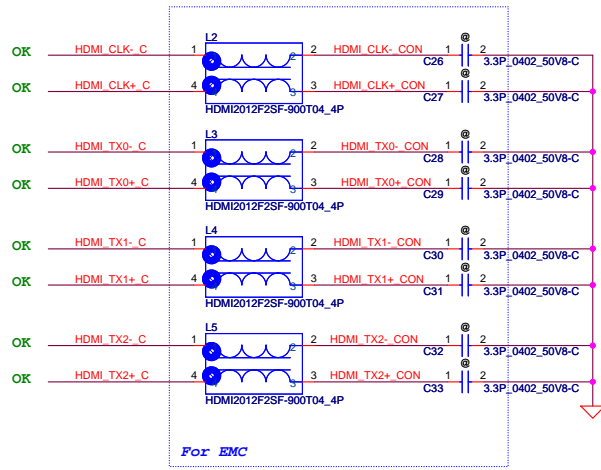 L2 @
OK HDMI_CLK-_C 1 2 HDMI_CLK-_CON 1 2
C26 3.3P_0402_50V8-C
@
OK HDMI_CLK+_C 4 3 HDMI_CLK+_CON 1 2
C27 3.3P_0402_50V8-C
HDMI2012F2SF-900T04_4P
L3 @
OK HDMI_TX0-_C 1 2 HDMI_TX0-_CON 1 2
C28 3.3P_0402_50V8-C
@
OK HDMI_TX0+_C 4 3 HDMI_TX0+_CON 1 2
C29 3.3P_0402_50V8-C
HDMI2012F2SF-900T04_4P
L4 @
OK HDMI_TX1-_C 1 2 HDMI_TX1-_CON 1 2
C30 3.3P_0402_50V8-C
@
OK HDMI_TX1+_C 4 3 HDMI_TX1+_CON 1 2
C31 3.3P_0402_50V8-C
HDMI2012F2SF-900T04_4P
L5 @
OK HDMI_TX2-_C 1 2 HDMI_TX2-_CON 1 2
C32 3.3P_0402_50V8-C
@
OK HDMI_TX2+_C 4 3 HDMI_TX2+_CON 1 2
C33 3.3P_0402_50V8-C
HDMI2012F2SF-900T04_4P
For EMC